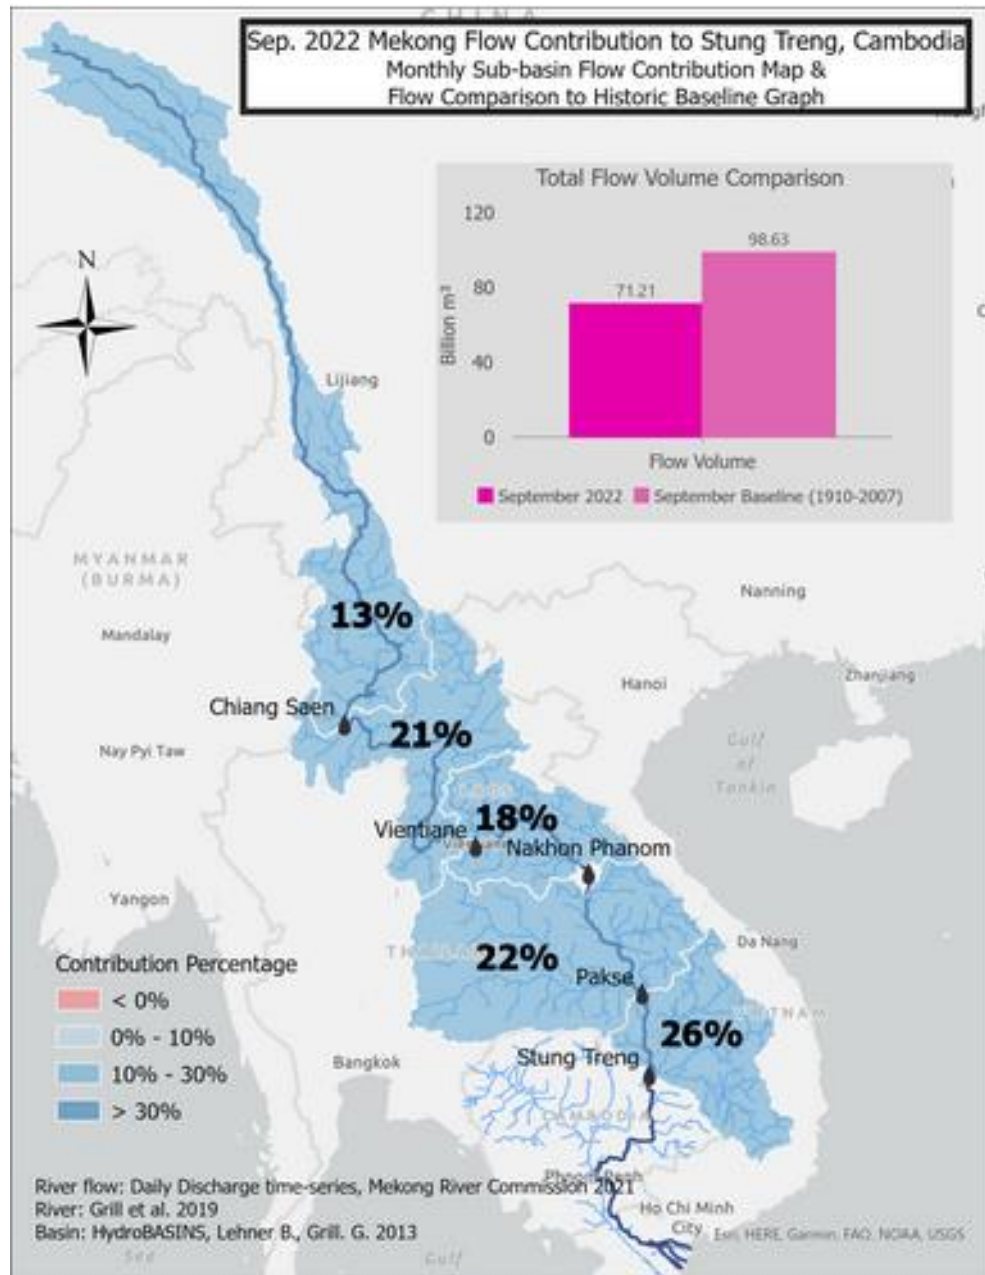 CHINA
Sep. 2022 Mekong Flow Contribution to Stung Treng, Cambodia
Monthly Sub-basin Flow Contribution Map &
Flow Comparison to Historic Baseline Graph
Total Flow Volume Comparison
120
98.63
80
71.21
Billion m³
40
0
Flow Volume
September 2022
September Baseline (1910-2007)
N
Lijiang
MYANMAR
(BURMA)
Nanning
13%
Mandalay
Hanoi
Zhanjiang
Chiang Saen
21%
Nay Pyi Taw
Gulf
of
Tonkin
18%
Vientiane
Nakhon Phanom
Yangon
Da Nang
22%
Pakse
26%
Contribution Percentage
< 0%
0% - 10%
10% - 30%
> 30%
Bangkok
Stung Treng
CAMBODIA
Phnom Penh
River flow: Daily Discharge time-series, Mekong River Commission 2021
River: Grill et al. 2019
Basin: HydroBASINS, Lehner B., Grill. G. 2013
Ho Chi Minh
City
Esri, HERE, Garmin, FAO, NOAA, USGS
Gulf